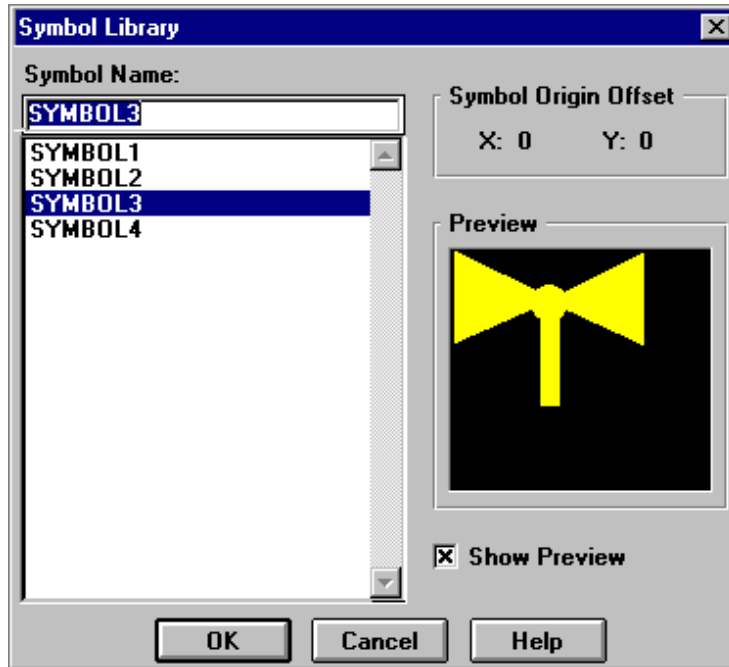 Symbol Library
Symbol Name:
SYMBOL3
SYMBOL1
SYMBOL2
SYMBOL3
SYMBOL4
Symbol Origin Offset
X: 0 Y: 0
Preview
Show Preview
OK Cancel Help